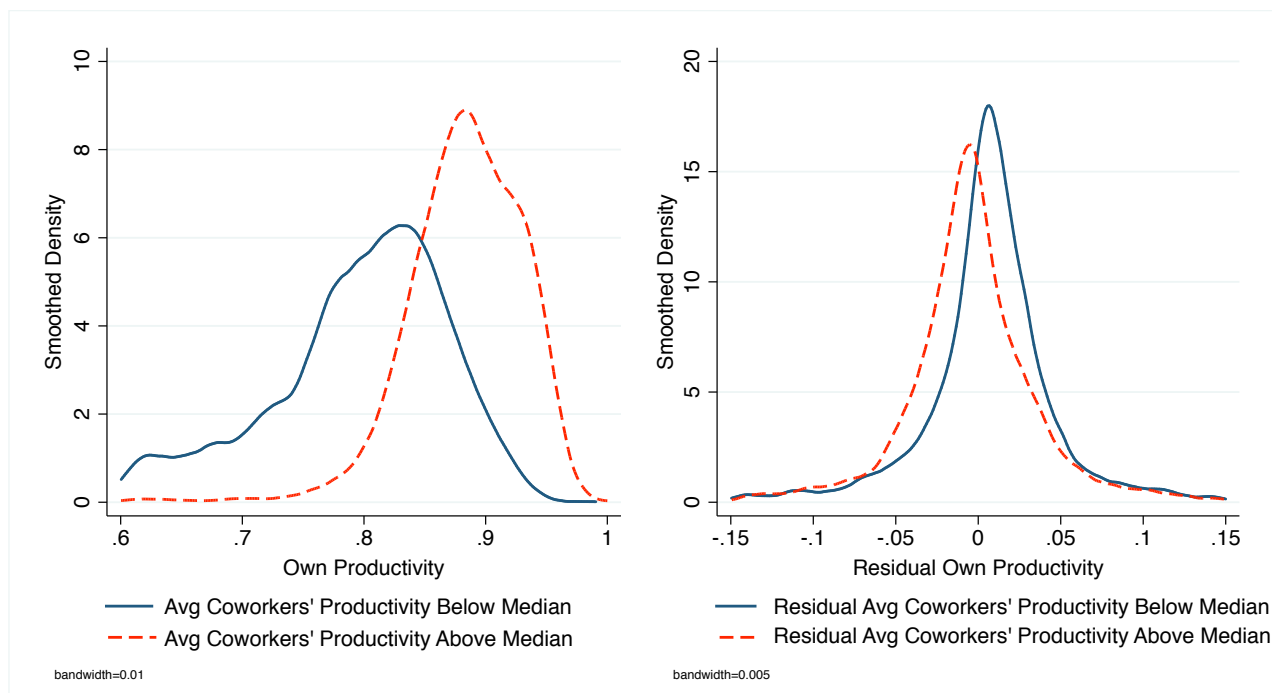 Smoothed Density
10
8
6
4
2
0
.6 .7 .8 .9 1
Own Productivity
Avg Coworkers' Productivity Below Median
Avg Coworkers' Productivity Above Median
bandwidth=0.01
Smoothed Density
20
15
10
5
0
-.15 -.1 -.05 0 .05 .1 .15
Residual Own Productivity
Residual Avg Coworkers' Productivity Below Median
Residual Avg Coworkers' Productivity Above Median
bandwidth=0.005